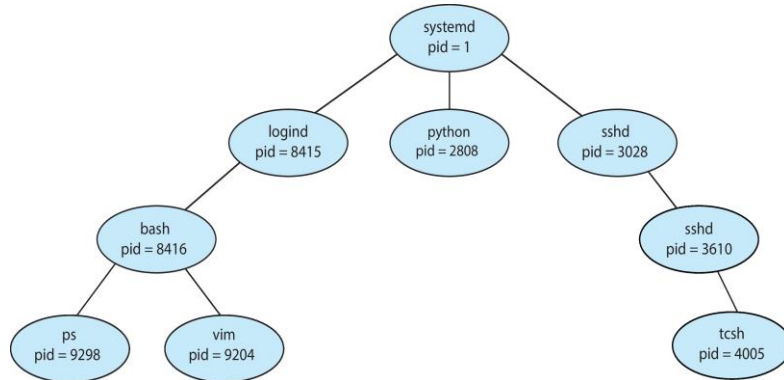 systemd
pid = 1
logind
pid = 8415
python
pid = 2808
sshd
pid = 3028
bash
pid = 8416
sshd
pid = 3610
ps
pid = 9298
vim
pid = 9204
tcsh
pid = 4005